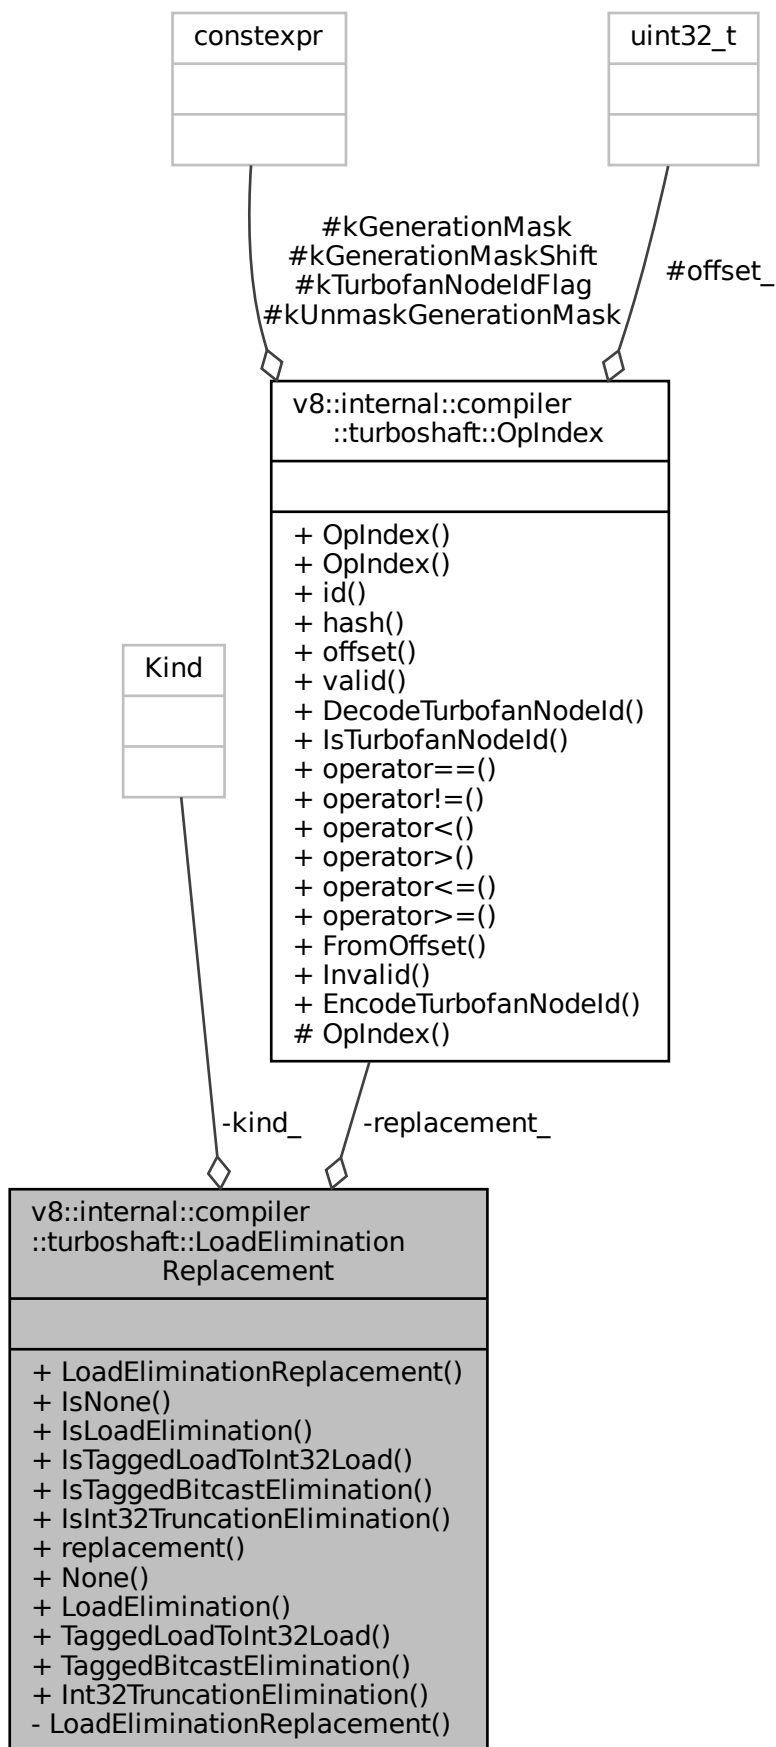 constexpr
uint32_t
#kGenerationMask
#kGenerationMaskShift
#kTurbofanNodeIdFlag
#kUnmaskGenerationMask
#offset_
v8::internal::compiler
::turboshaft::OpIndex
+ OpIndex()
+ OpIndex()
+ id()
+ hash()
+ offset()
+ valid()
+ DecodeTurbofanNodeId()
+ IsTurbofanNodeId()
+ operator==()
+ operator!=()
+ operator<()
+ operator>()
+ operator<=()
+ operator>=()
+ FromOffset()
+ Invalid()
+ EncodeTurbofanNodeId()
# OpIndex()
Kind
-kind_
-replacement_
v8::internal::compiler
::turboshaft::LoadElimination
Replacement
+ LoadEliminationReplacement()
+ IsNone()
+ IsLoadElimination()
+ IsTaggedLoadToInt32Load()
+ IsTaggedBitcastElimination()
+ IsInt32TruncationElimination()
+ replacement()
+ None()
+ LoadElimination()
+ TaggedLoadToInt32Load()
+ TaggedBitcastElimination()
+ Int32TruncationElimination()
- LoadEliminationReplacement()